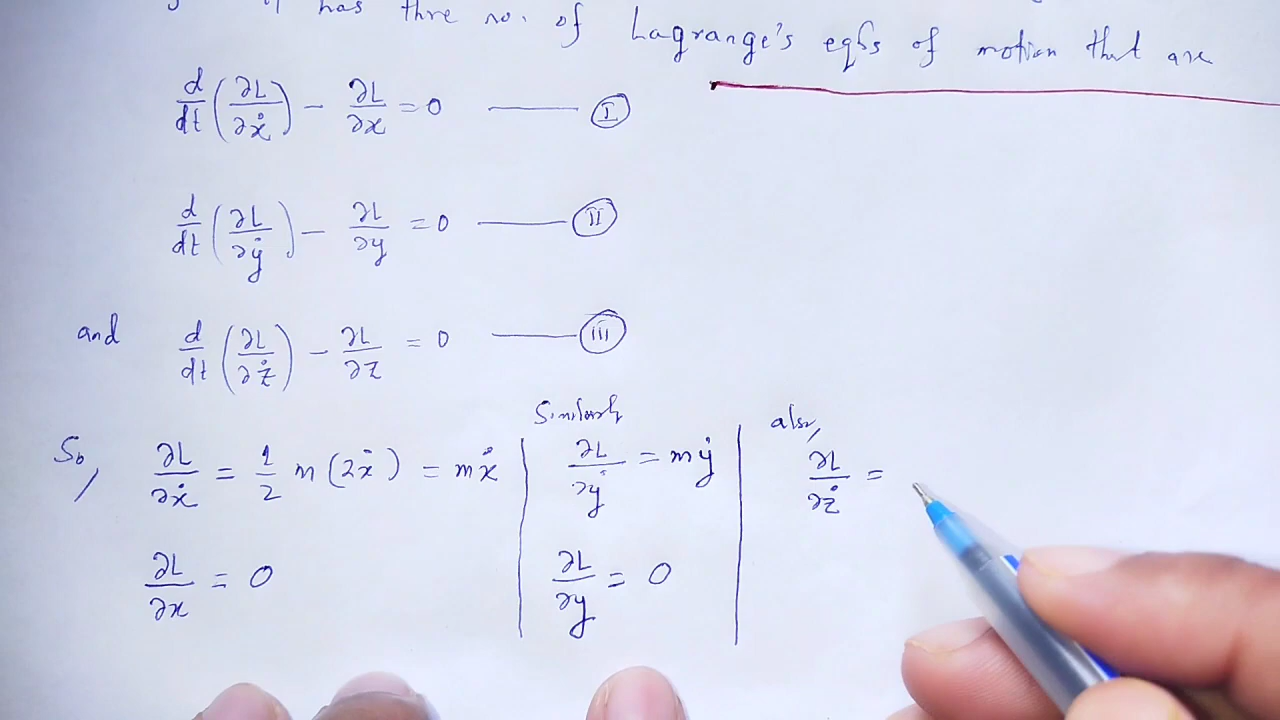 has thre no. of Lagrange's eqⁿs of motion that are
d/dt (∂L/∂ẋ) − ∂L/∂x = 0 —— Ⓘ
d/dt (∂L/∂ẏ) − ∂L/∂y = 0 —— (II)
and d/dt (∂L/∂ż) − ∂L/∂z = 0 —— (III)
So, ∂L/∂ẋ = 1/2 m (2ẋ) = mẋ
∂L/∂x = 0
Similarly
∂L/∂ẏ = mẏ
∂L/∂y = 0
also,
∂L/∂ż =